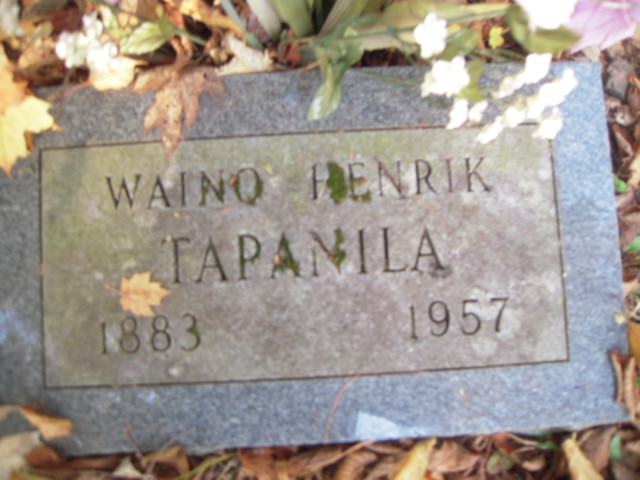 WAINO HENRIK
TAPANILA
1883 1957